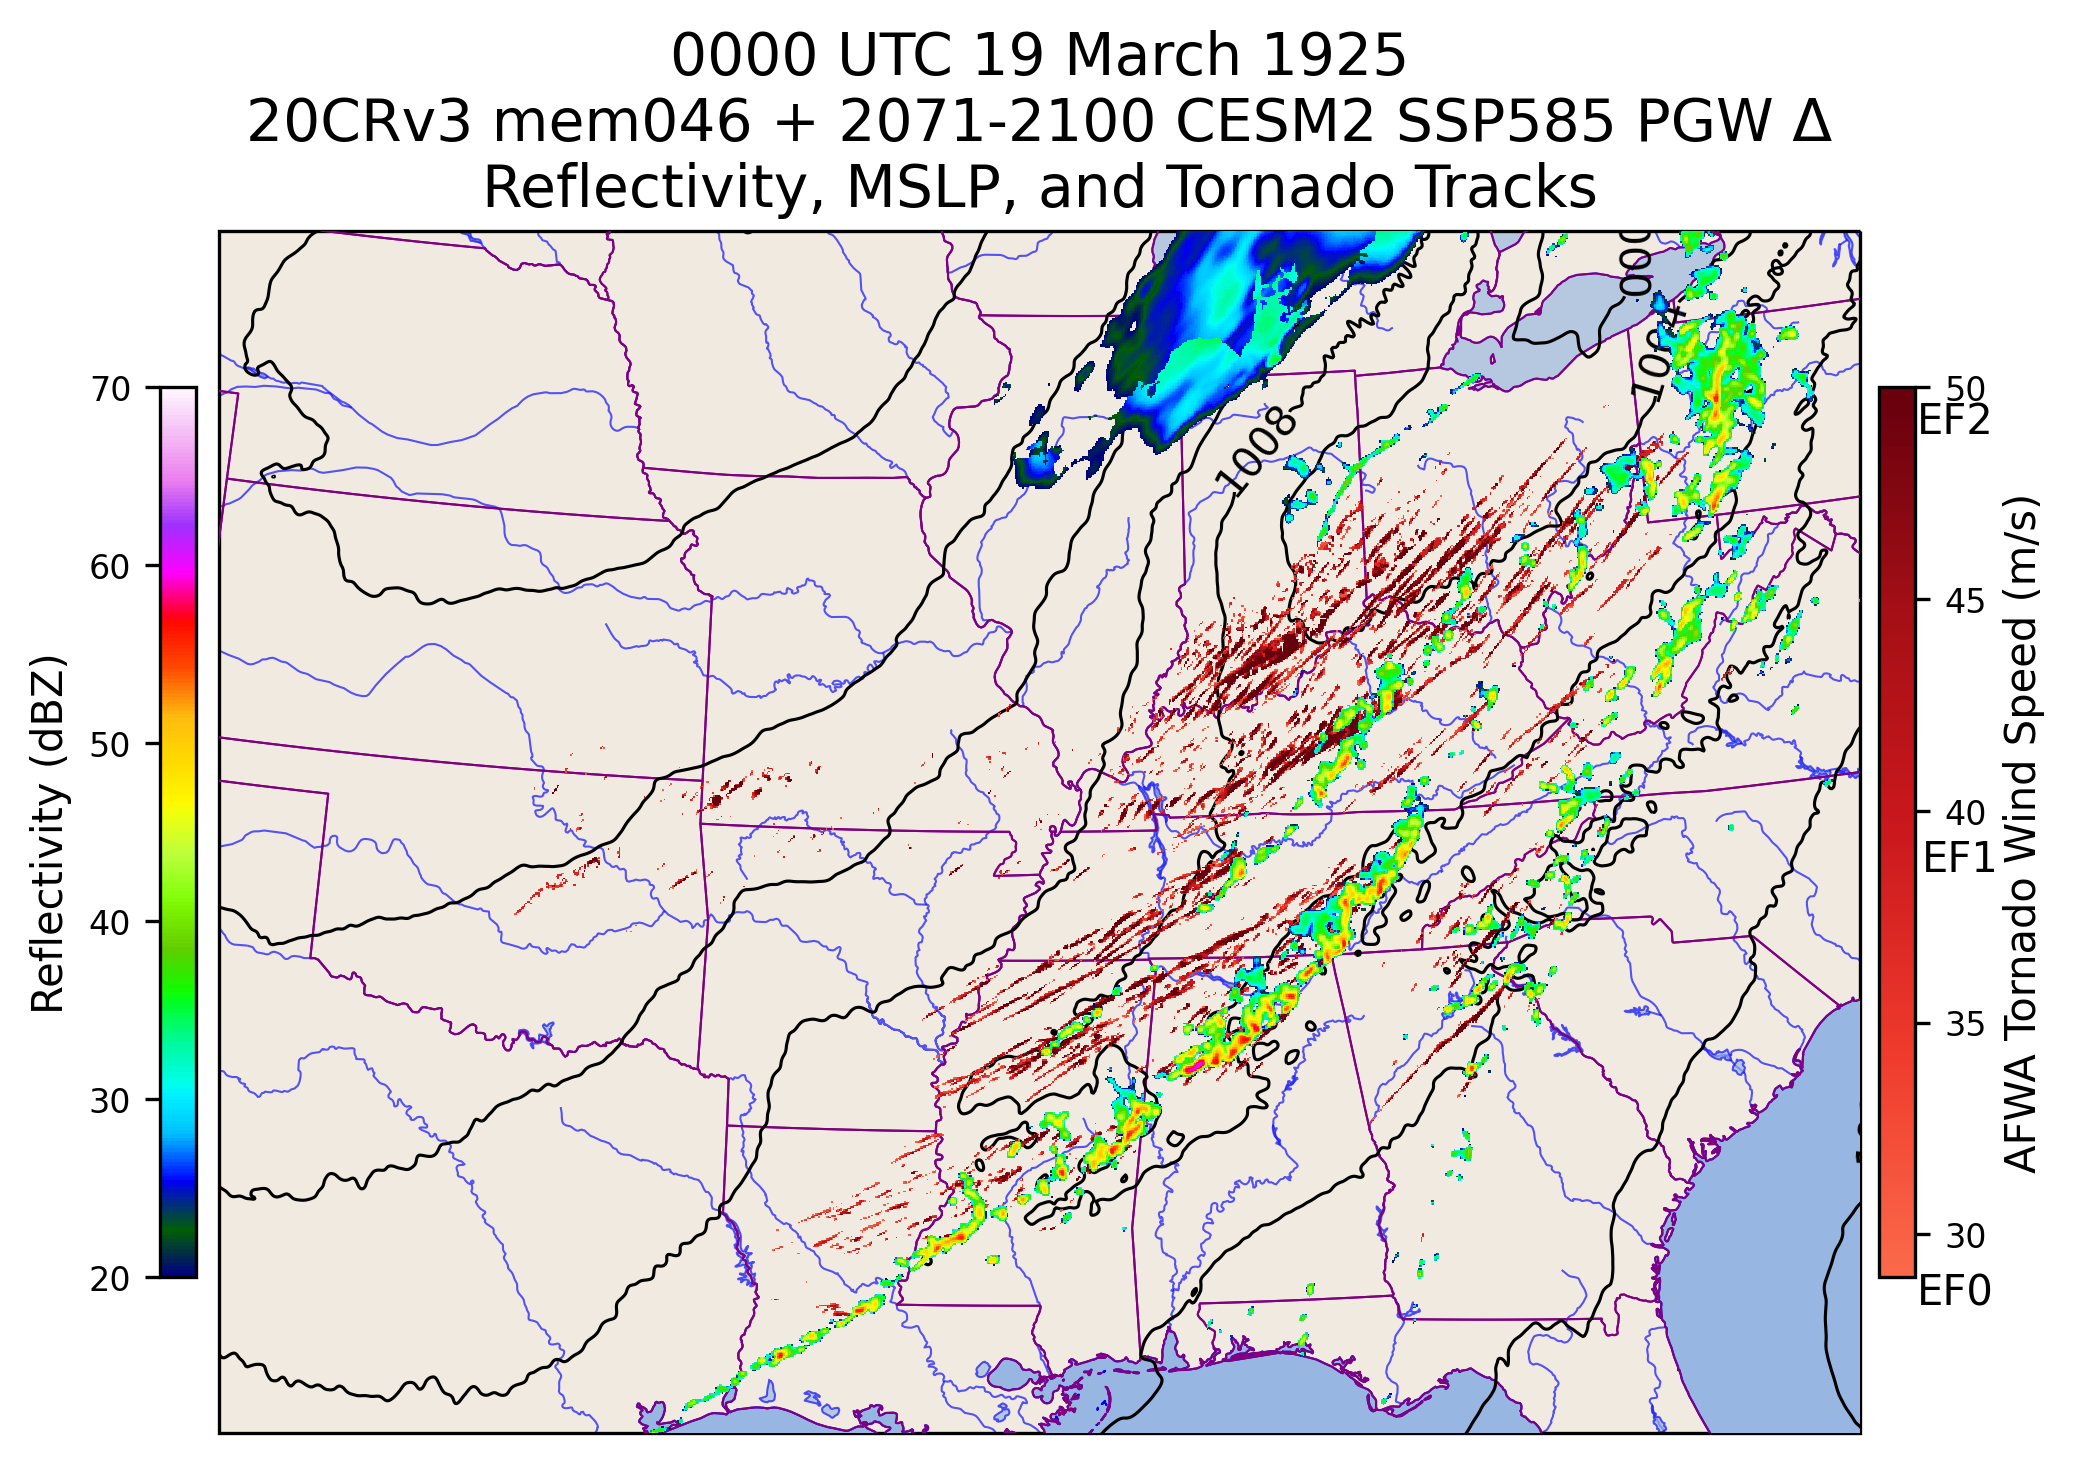 0000 UTC 19 March 1925
20CRv3 mem046 + 2071-2100 CESM2 SSP585 PGW Δ
Reflectivity, MSLP, and Tornado Tracks
Reflectivity (dBZ)
70
60
50
40
30
20
1008
1004
50
EF2
45
40
EF1
35
30
EF0
AFWA Tornado Wind Speed (m/s)